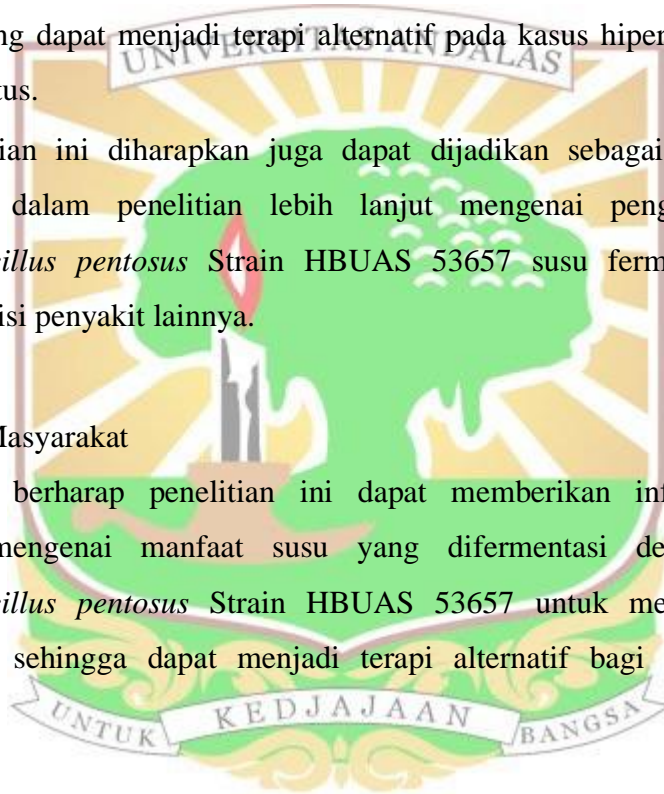 ng dapat menjadi terapi alternatif pada kasus hiper
UNIVERSITAS ANDALAS
tus.
ian ini diharapkan juga dapat dijadikan sebagai
dalam penelitian lebih lanjut mengenai peng
illus pentosus Strain HBUAS 53657 susu ferm
isi penyakit lainnya.
Masyarakat
berharap penelitian ini dapat memberikan inf
mengenai manfaat susu yang difermentasi de
illus pentosus Strain HBUAS 53657 untuk me
sehingga dapat menjadi terapi alternatif bagi
UNTUK KEDJAJAAN BANGSA